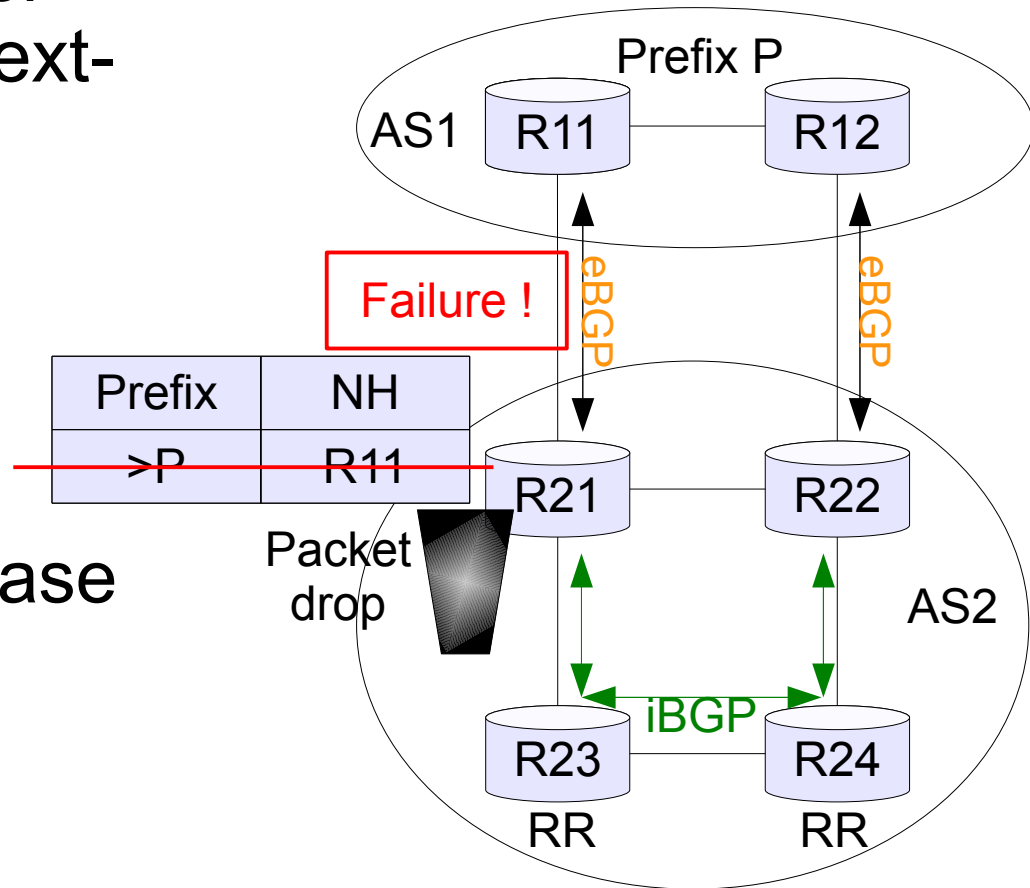 ext-
Prefix P
AS1
R11
R12
eBGP
eBGP
Failure !
Prefix NH
>P R11
R21
R22
Packet
drop
ase
AS2
iBGP
R23
R24
RR
RR